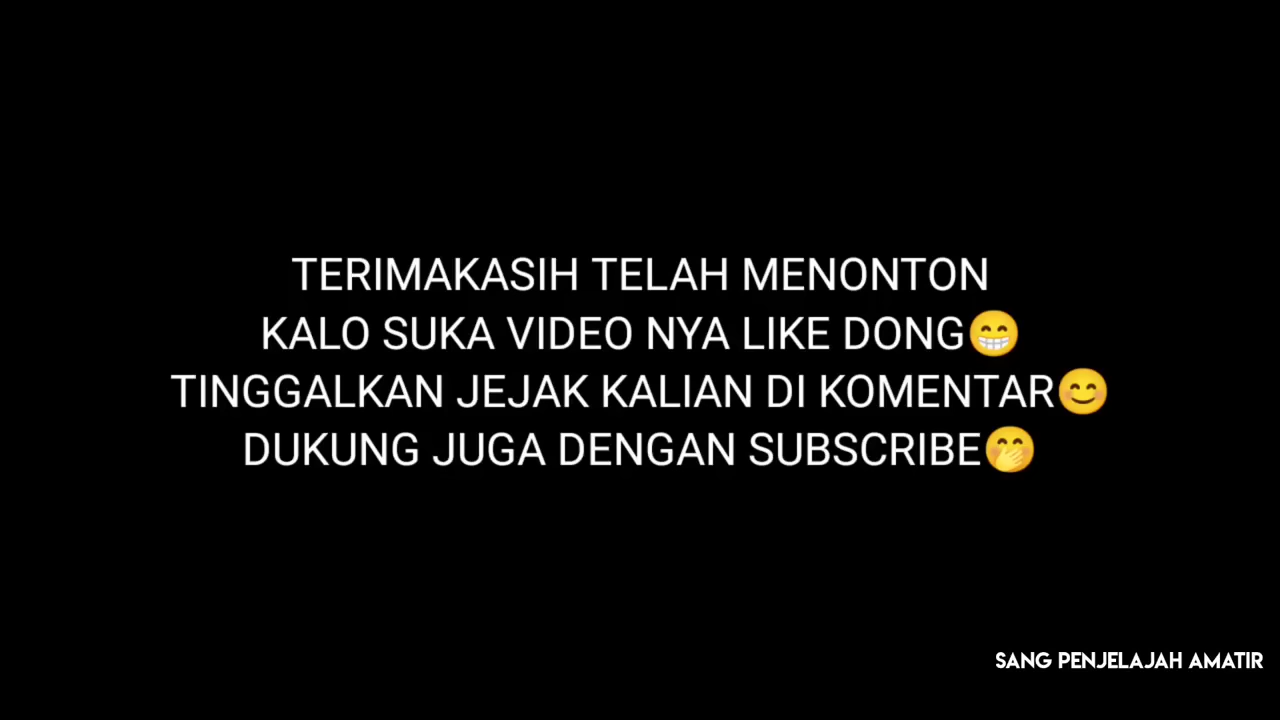 TERIMAKASIH TELAH MENONTON
KALO SUKA VIDEO NYA LIKE DONG😁
TINGGALKAN JEJAK KALIAN DI KOMENTAR😊
DUKUNG JUGA DENGAN SUBSCRIBE🤭
SANG PENJELAJAH AMATIR